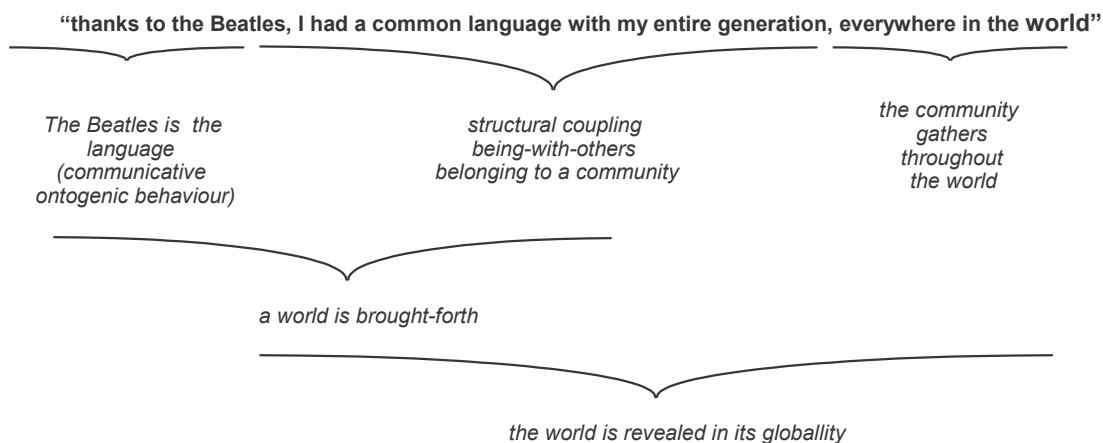 “thanks to the Beatles, I had a common language with my entire generation, everywhere in the world”
The Beatles is the
language
(communicative
ontogenic behaviour)
structural coupling
being-with-others
belonging to a community
the community
gathers
throughout
the world
a world is brought-forth
the world is revealed in its globallity